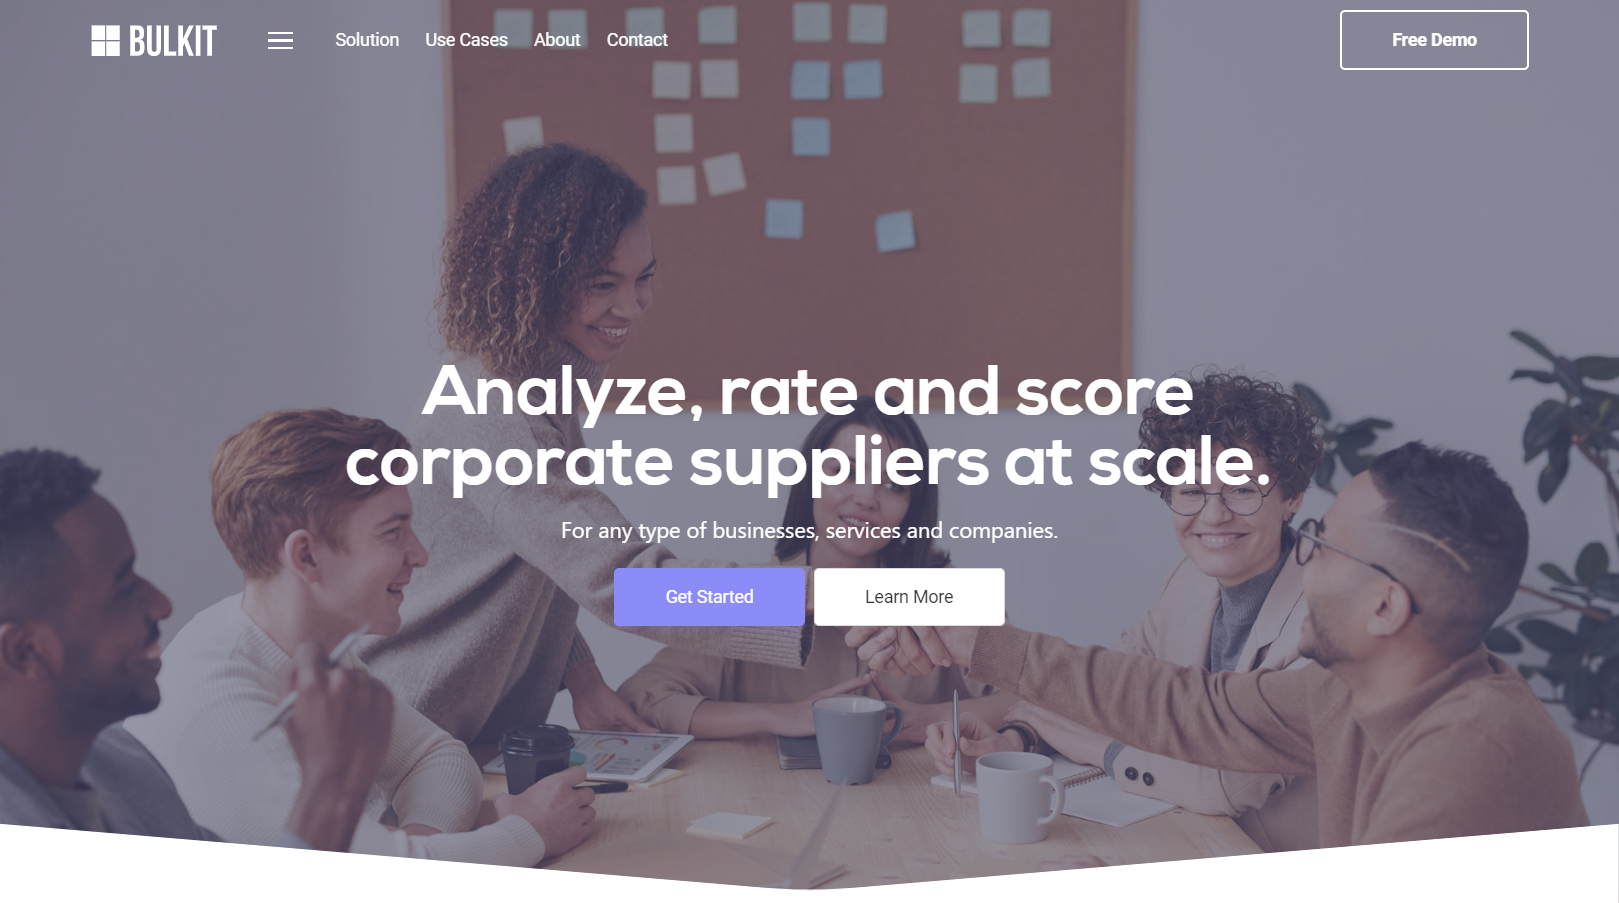 BULKIT
Solution
Use Cases
About
Contact
Free Demo
Analyze, rate and score
corporate suppliers at scale.
For any type of businesses, services and companies.
Get Started
Learn More